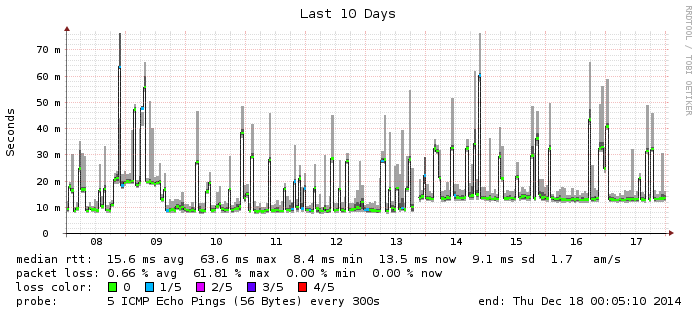 Last 10 Days
RRDTOOL / TOBI OETIKER
Seconds
70 m
60 m
50 m
40 m
30 m
20 m
10 m
0
08 09 10 11 12 13 14 15 16 17
median rtt: 15.6 ms avg 63.6 ms max 8.4 ms min 13.5 ms now 9.1 ms sd 1.7 am/s
packet loss: 0.66 % avg 61.81 % max 0.00 % min 0.00 % now
loss color: 0 1/5 2/5 3/5 4/5
probe: 5 ICMP Echo Pings (56 Bytes) every 300s end: Thu Dec 18 00:05:10 2014